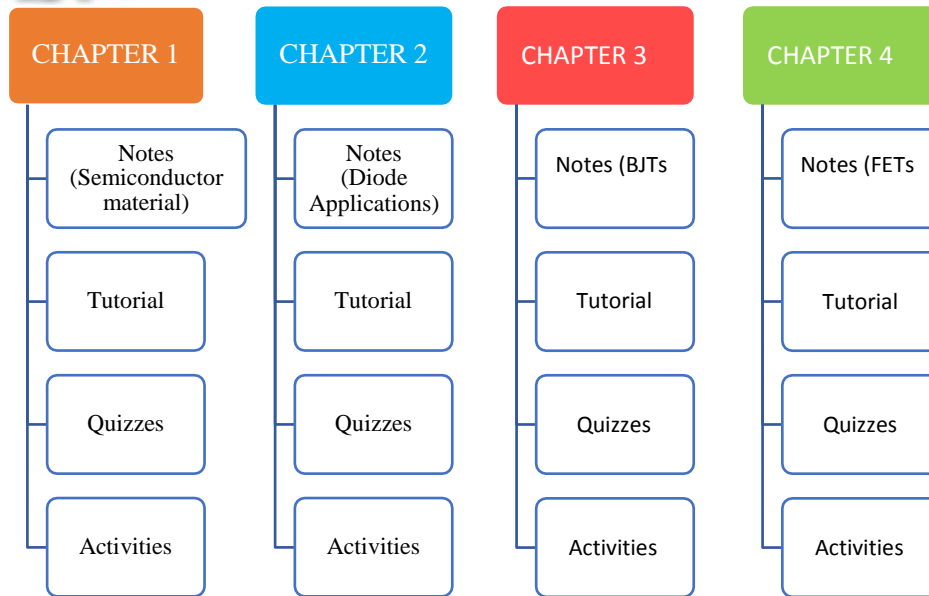 CHAPTER 1
Notes
(Semiconductor
material)
Tutorial
Quizzes
Activities
CHAPTER 2
Notes
(Diode
Applications)
Tutorial
Quizzes
Activities
CHAPTER 3
Notes (BJTs
Tutorial
Quizzes
Activities
CHAPTER 4
Notes (FETs
Tutorial
Quizzes
Activities